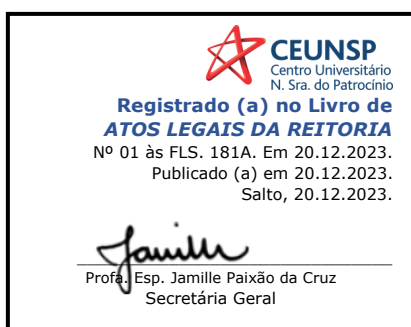 CEUNSP
Centro Universitário
N. Sra. do Patrocínio
Registrado (a) no Livro de
ATOS LEGAIS DA REITORIA
Nº 01 às FLS. 181A. Em 20.12.2023.
Publicado (a) em 20.12.2023.
Salto, 20.12.2023.
Jamille
Profa. Esp. Jamille Paixão da Cruz
Secretária Geral